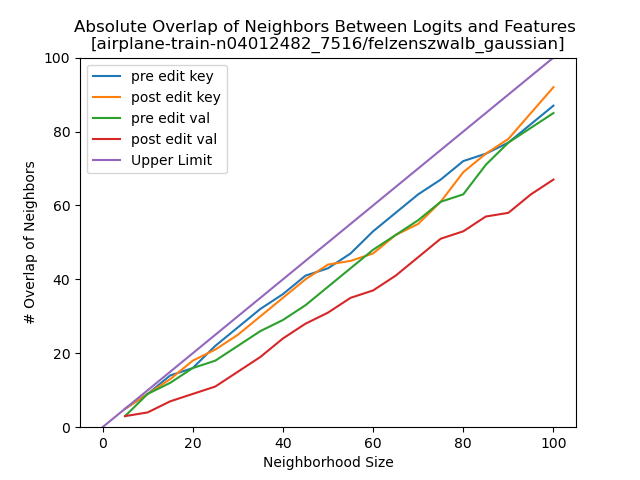 Absolute Overlap of Neighbors Between Logits and Features
[airplane-train-n04012482_7516/felzenszwalb_gaussian]
pre edit key
post edit key
pre edit val
post edit val
Upper Limit
100
80
60
40
20
0
# Overlap of Neighbors
0 20 40 60 80 100
Neighborhood Size